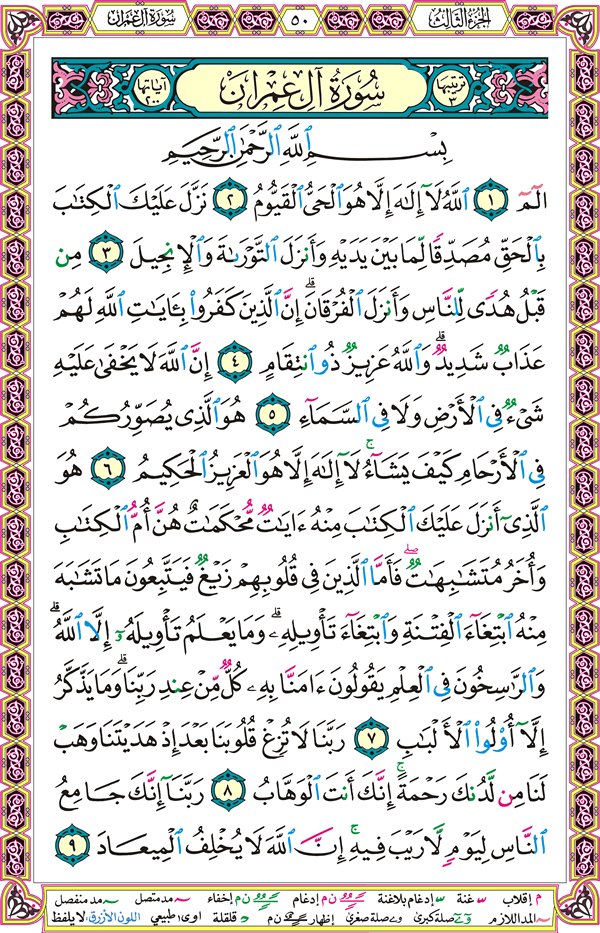 الجزء الثالث
٥٠
سورة آل عمران
ترتيبها ٣
سورة آل عمران
آياتها ٢٠٠
بِسْمِ ٱللَّهِ ٱلرَّحْمَٰنِ ٱلرَّحِيمِ
الٓمٓ ١ ٱللَّهُ لَآ إِلَٰهَ إِلَّا هُوَ ٱلْحَىُّ ٱلْقَيُّومُ ٢ نَزَّلَ عَلَيْكَ ٱلْكِتَٰبَ
بِٱلْحَقِّ مُصَدِّقًا لِّمَا بَيْنَ يَدَيْهِ وَأَنزَلَ ٱلتَّوْرَىٰةَ وَٱلْإِنجِيلَ ٣ مِن
قَبْلُ هُدًى لِّلنَّاسِ وَأَنزَلَ ٱلْفُرْقَانَ ۗ إِنَّ ٱلَّذِينَ كَفَرُوا۟ بِـَٔايَٰتِ ٱللَّهِ لَهُمْ
عَذَابٌ شَدِيدٌ ۗ وَٱللَّهُ عَزِيزٌ ذُو ٱنتِقَامٍ ٤ إِنَّ ٱللَّهَ لَا يَخْفَىٰ عَلَيْهِ
شَىْءٌ فِى ٱلْأَرْضِ وَلَا فِى ٱلسَّمَآءِ ٥ هُوَ ٱلَّذِى يُصَوِّرُكُمْ
فِى ٱلْأَرْحَامِ كَيْفَ يَشَآءُ ۚ لَآ إِلَٰهَ إِلَّا هُوَ ٱلْعَزِيزُ ٱلْحَكِيمُ ٦ هُوَ
ٱلَّذِىٓ أَنزَلَ عَلَيْكَ ٱلْكِتَٰبَ مِنْهُ ءَايَٰتٌ مُّحْكَمَٰتٌ هُنَّ أُمُّ ٱلْكِتَٰبِ
وَأُخَرُ مُتَشَٰبِهَٰتٌ ۖ فَأَمَّا ٱلَّذِينَ فِى قُلُوبِهِمْ زَيْغٌ فَيَتَّبِعُونَ مَا تَشَٰبَهَ
مِنْهُ ٱبْتِغَآءَ ٱلْفِتْنَةِ وَٱبْتِغَآءَ تَأْوِيلِهِۦ ۗ وَمَا يَعْلَمُ تَأْوِيلَهُۥٓ إِلَّا ٱللَّهُ ۗ
وَٱلرَّٰسِخُونَ فِى ٱلْعِلْمِ يَقُولُونَ ءَامَنَّا بِهِۦ كُلٌّ مِّنْ عِندِ رَبِّنَا ۗ وَمَا يَذَّكَّرُ
إِلَّآ أُو۟لُوا۟ ٱلْأَلْبَٰبِ ٧ رَبَّنَا لَا تُزِغْ قُلُوبَنَا بَعْدَ إِذْ هَدَيْتَنَا وَهَبْ
لَنَا مِن لَّدُنكَ رَحْمَةً ۚ إِنَّكَ أَنتَ ٱلْوَهَّابُ ٨ رَبَّنَآ إِنَّكَ جَامِعُ
ٱلنَّاسِ لِيَوْمٍ لَّا رَيْبَ فِيهِ ۚ إِنَّ ٱللَّهَ لَا يُخْلِفُ ٱلْمِيعَادَ ٩
م إقلاب غنة إدغام بلاغنة ن م إدغام ن م إخفاء مد متصل مد منفصل
المد اللازم صلة كبرى صلة صغرى إظهار ن م قلقلة اوى: طبيعي اللون الأزرق: لا يلفظ